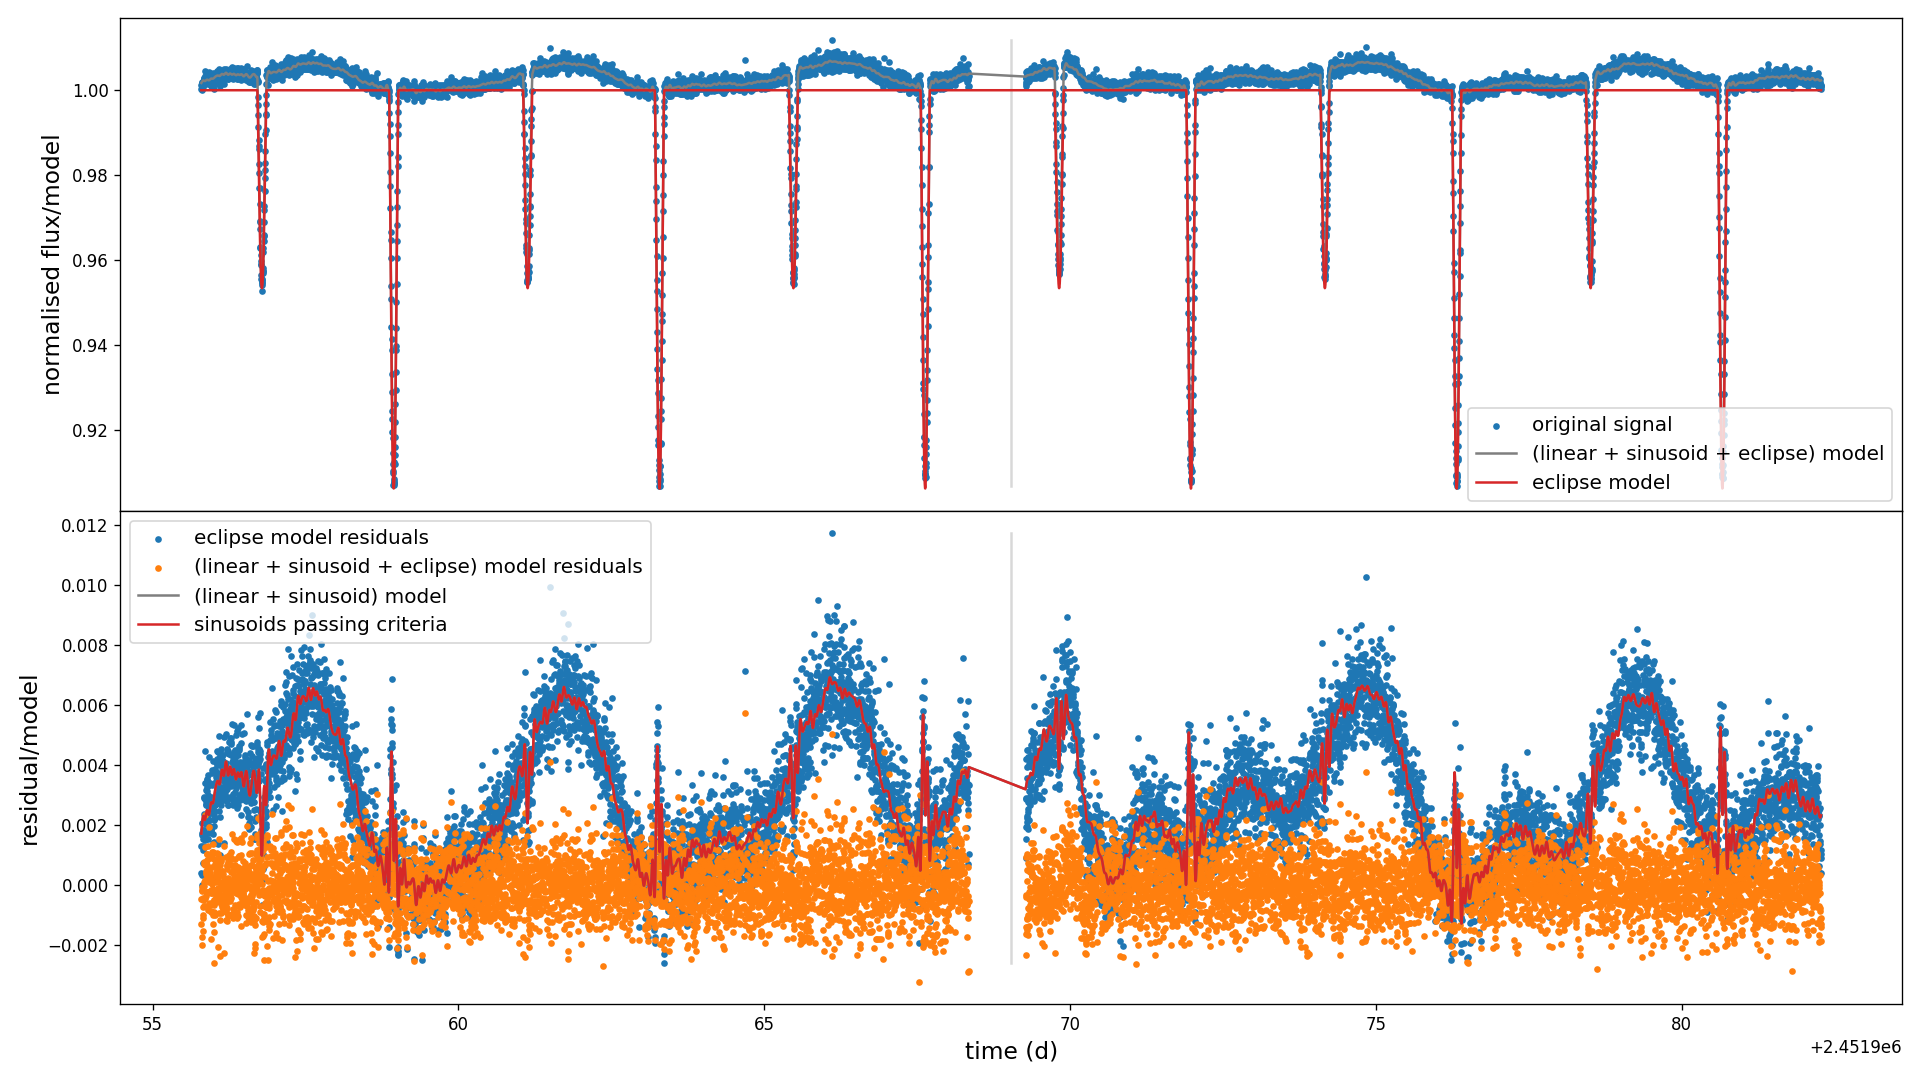 normalised flux/model
1.00
0.98
0.96
0.94
0.92
original signal
(linear + sinusoid + eclipse) model
eclipse model
residual/model
0.012
0.010
0.008
0.006
0.004
0.002
0.000
−0.002
eclipse model residuals
(linear + sinusoid + eclipse) model residuals
(linear + sinusoid) model
sinusoids passing criteria
55
60
65
70
75
80
time (d)
+2.4519e6